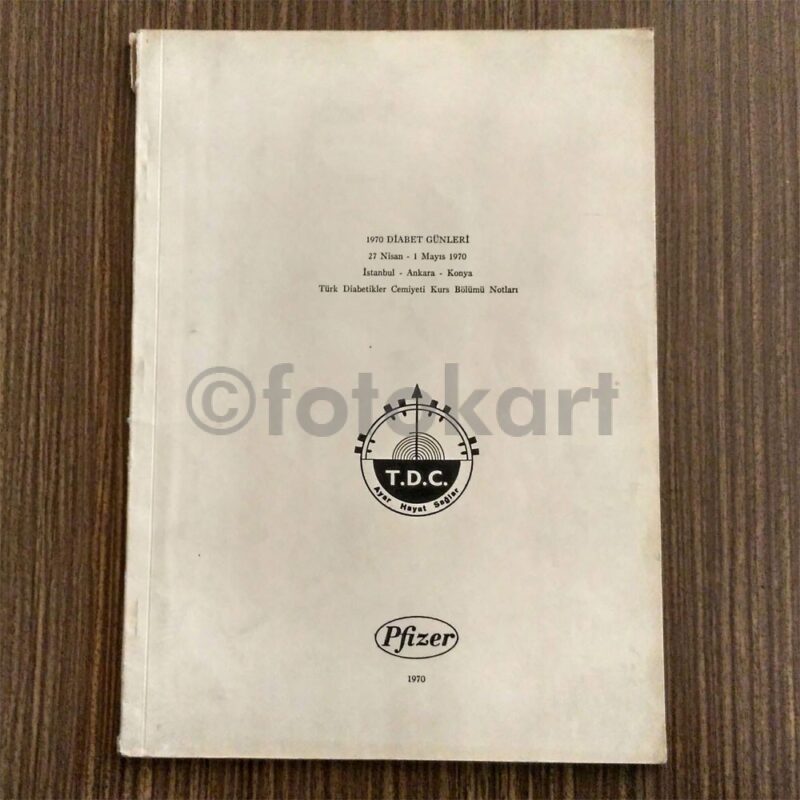 1970 DİABET GÜNLERİ
27 Nisan - 1 Mayıs 1970
İstanbul - Ankara - Konya
Türk Diabetikler Cemiyeti Kurs Bölümü Notları
©fotokart
T.D.C.
Ayar Hayat Sağlar
Pfizer
1970